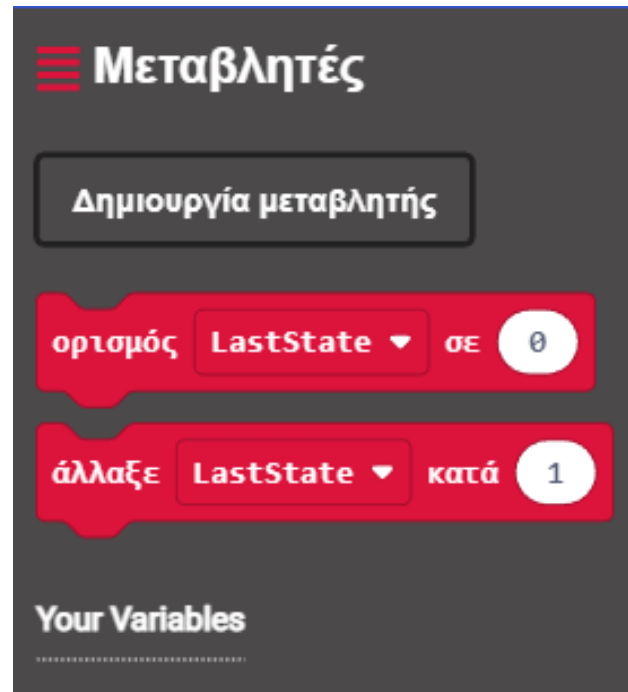 Μεταβλητές
Δημιουργία μεταβλητής
ορισμός LastState σε 0
άλλαξε LastState κατά 1
Your Variables